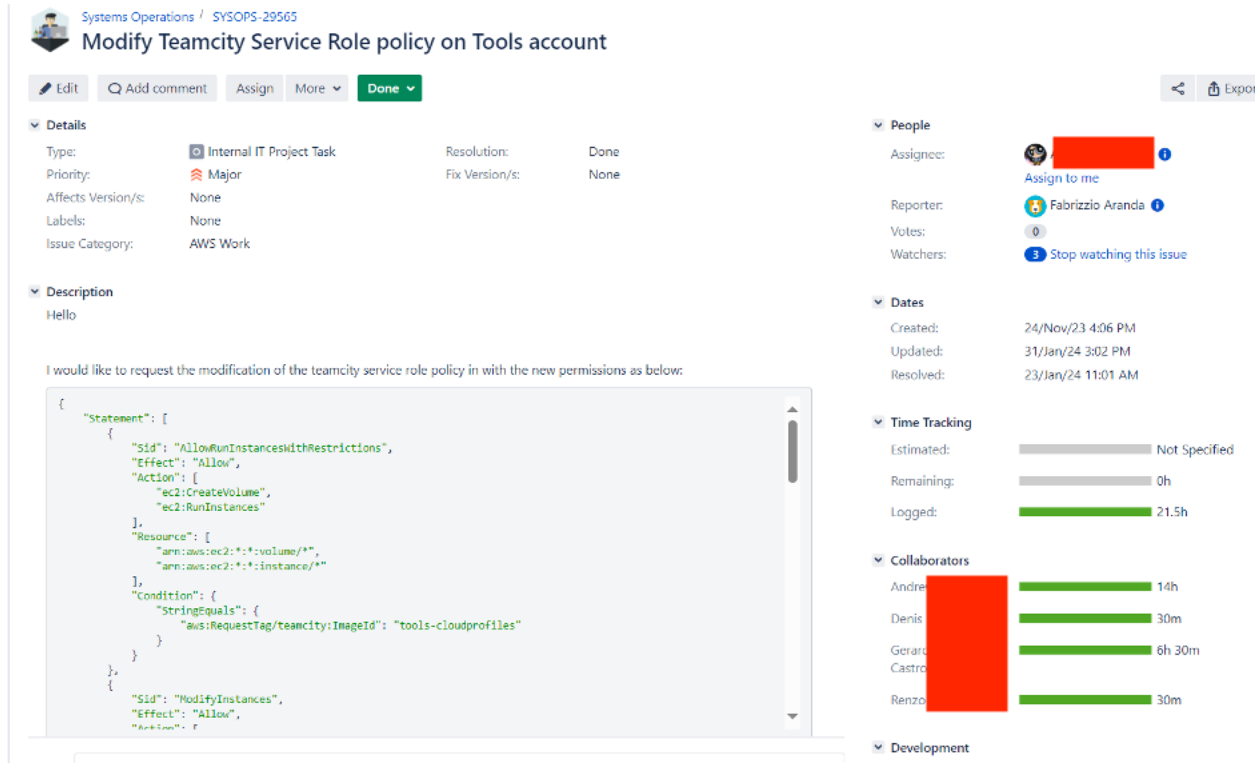 Systems Operations / SYSOPS-29565
Modify Teamcity Service Role policy on Tools account
Edit Add comment Assign More Done Expor
Details
Type: Internal IT Project Task Resolution: Done
Priority: Major Fix Version/s: None
Affects Version/s: None
Labels: None
Issue Category: AWS Work
Description
Hello
I would like to request the modification of the teamcity service role policy in with the new permissions as below:
{
"Statement": [
{
"Sid": "AllowRunInstancesWithRestrictions",
"Effect": "Allow",
"Action": [
"ec2:CreateVolume",
"ec2:RunInstances"
],
"Resource": [
"arn:aws:ec2:*:*:volume/*",
"arn:aws:ec2:*:*:instance/*"
],
"Condition": {
"StringEquals": {
"aws:RequestTag/teamcity:ImageId": "tools-cloudprofiles"
}
}
},
{
"Sid": "ModifyInstances",
"Effect": "Allow",
"Action": [
People
Assignee:
Assign to me
Reporter: Fabrizzio Aranda
Votes: 0
Watchers: 3 Stop watching this issue
Dates
Created: 24/Nov/23 4:06 PM
Updated: 31/Jan/24 3:02 PM
Resolved: 23/Jan/24 11:01 AM
Time Tracking
Estimated: Not Specified
Remaining: 0h
Logged: 21.5h
Collaborators
Andre 14h
Denis 30m
Gerar 6h 30m
Castro
Renzo 30m
Development